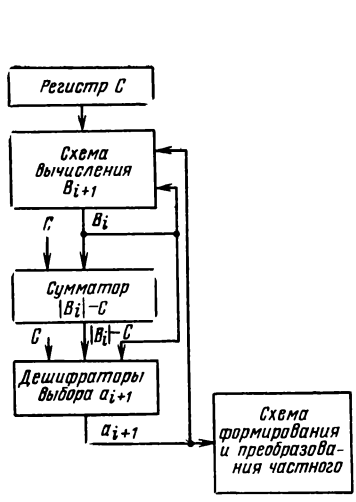 Регистр С
Схема
вычисления
Bi+1
С
Bi
Сумматор
|Bi|-С
С
|Bi|-С
Дешифраторы
выбора ai+1
ai+1
Схема
формирования
и преобразова-
ния частного